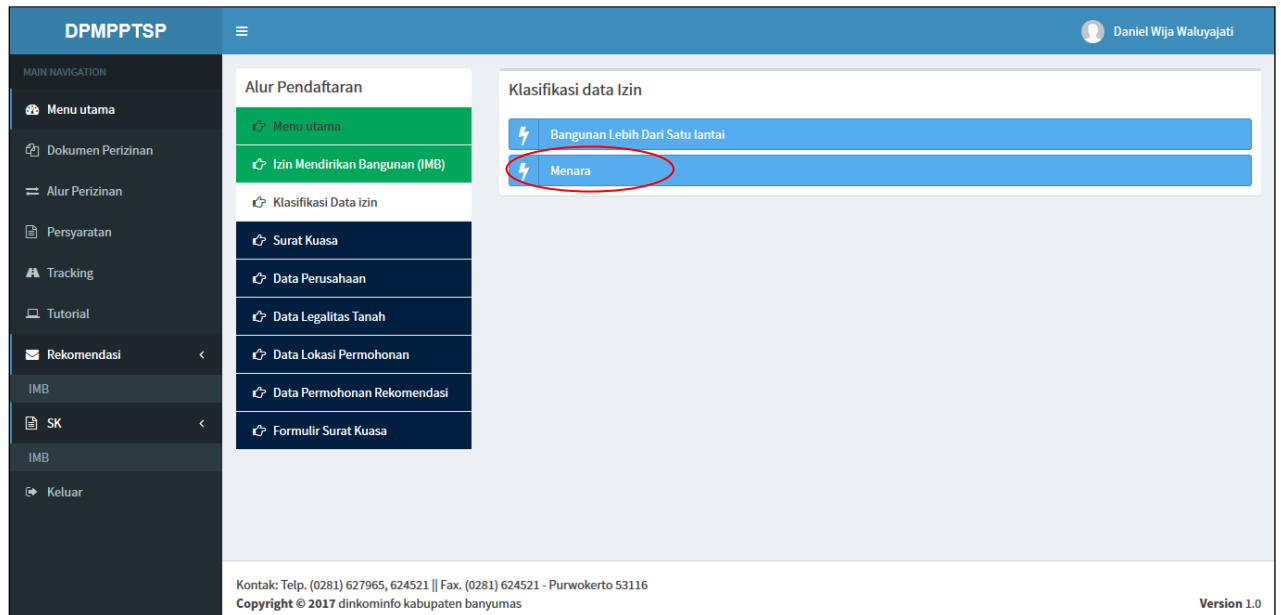 DPMPPTSP
Daniel Wija Waluyajati
MAIN NAVIGATION
Menu utama
Dokumen Perizinan
Alur Perizinan
Persyaratan
Tracking
Tutorial
Rekomendasi
IMB
SK
IMB
Keluar
Alur Pendaftaran
Menu utama
Izin Mendirikan Bangunan (IMB)
Klasifikasi Data izin
Surat Kuasa
Data Perusahaan
Data Legalitas Tanah
Data Lokasi Permohonan
Data Permohonan Rekomendasi
Formulir Surat Kuasa
Klasifikasi data Izin
Bangunan Lebih Dari Satu lantai
Menara
Kontak: Telp. (0281) 627965, 624521 || Fax. (0281) 624521 - Purwokerto 53116
Copyright © 2017 dinkominfo kabupaten banyumas
Version 1.0